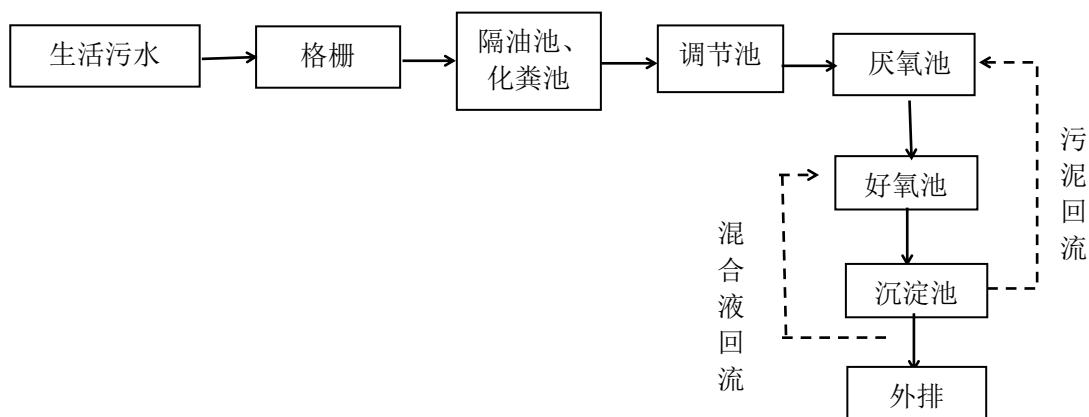 生活污水
格栅
隔油池、
化粪池
调节池
厌氧池
好氧池
沉淀池
外排
混合液回流
污泥回流